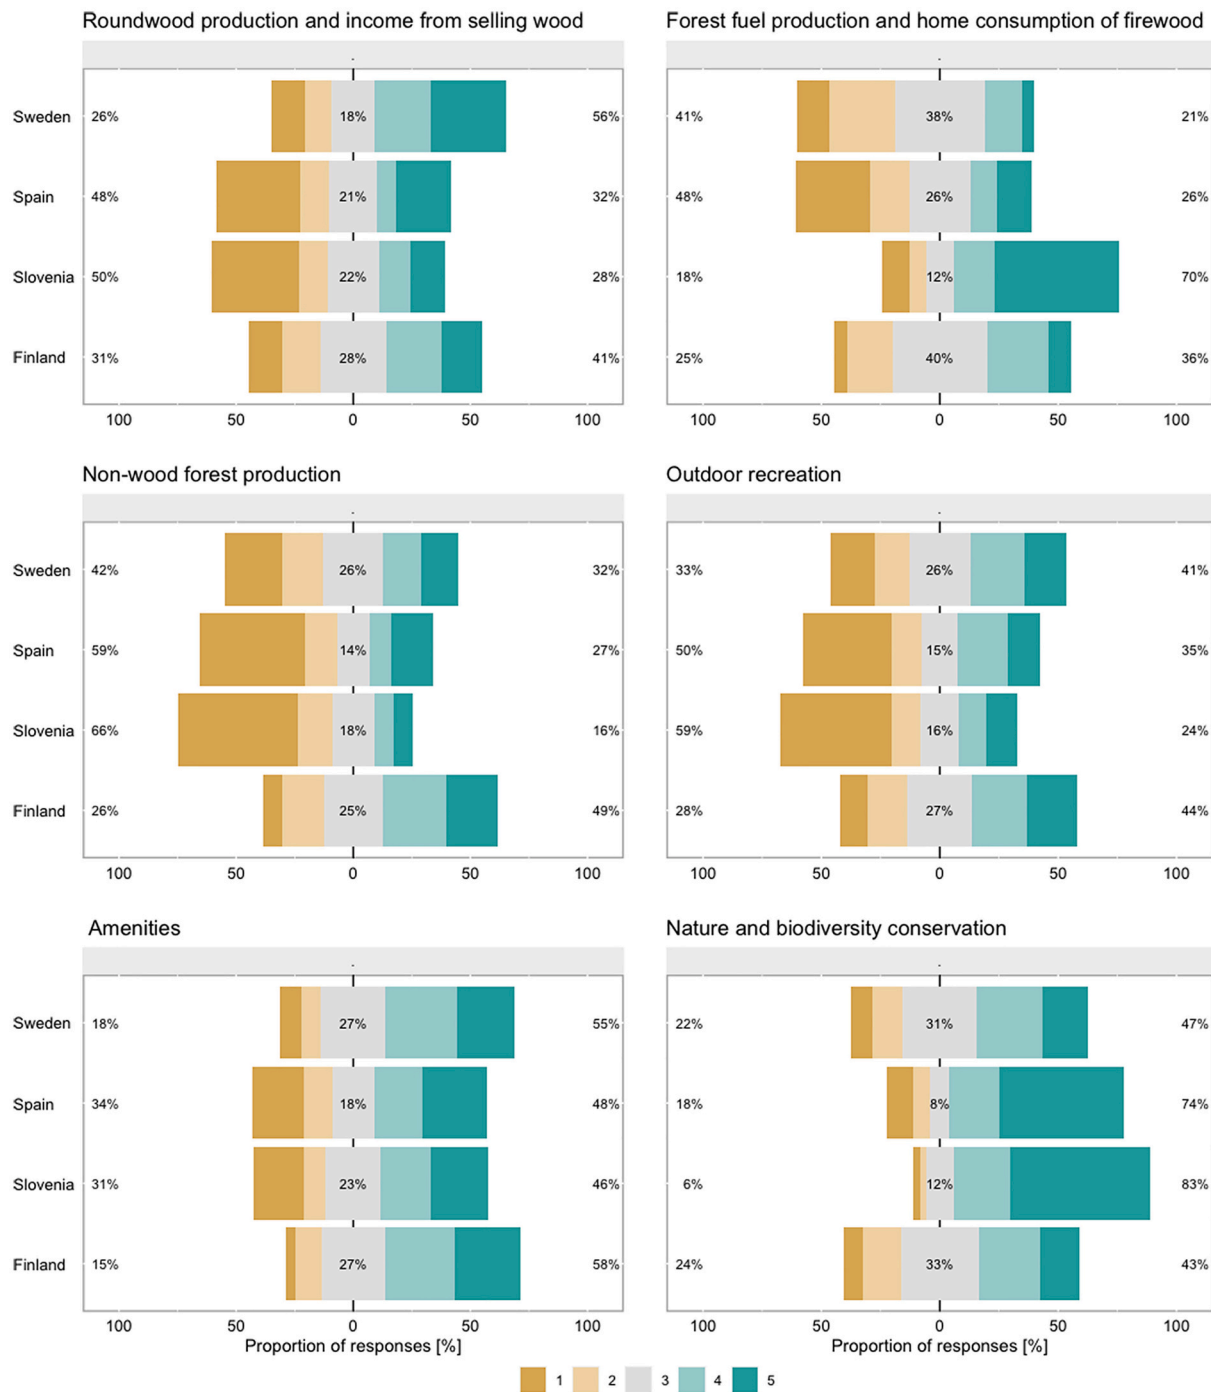 Roundwood production and income from selling wood
Forest fuel production and home consumption of firewood
Sweden 26% 18% 56% 41% 38% 21%
Spain 48% 21% 32% 48% 26% 26%
Slovenia 50% 22% 28% 18% 12% 70%
Finland 31% 28% 41% 25% 40% 36%
100 50 0 50 100 100 50 0 50 100
Non-wood forest production
Outdoor recreation
Sweden 42% 26% 32% 33% 26% 41%
Spain 59% 14% 27% 50% 15% 35%
Slovenia 66% 18% 16% 59% 16% 24%
Finland 26% 25% 49% 28% 27% 44%
100 50 0 50 100 100 50 0 50 100
Amenities
Nature and biodiversity conservation
Sweden 18% 27% 55% 22% 31% 47%
Spain 34% 18% 48% 18% 8% 74%
Slovenia 31% 23% 46% 6% 12% 83%
Finland 15% 27% 58% 24% 33% 43%
100 50 0 50 100 100 50 0 50 100
Proportion of responses [%] Proportion of responses [%]
1 2 3 4 5